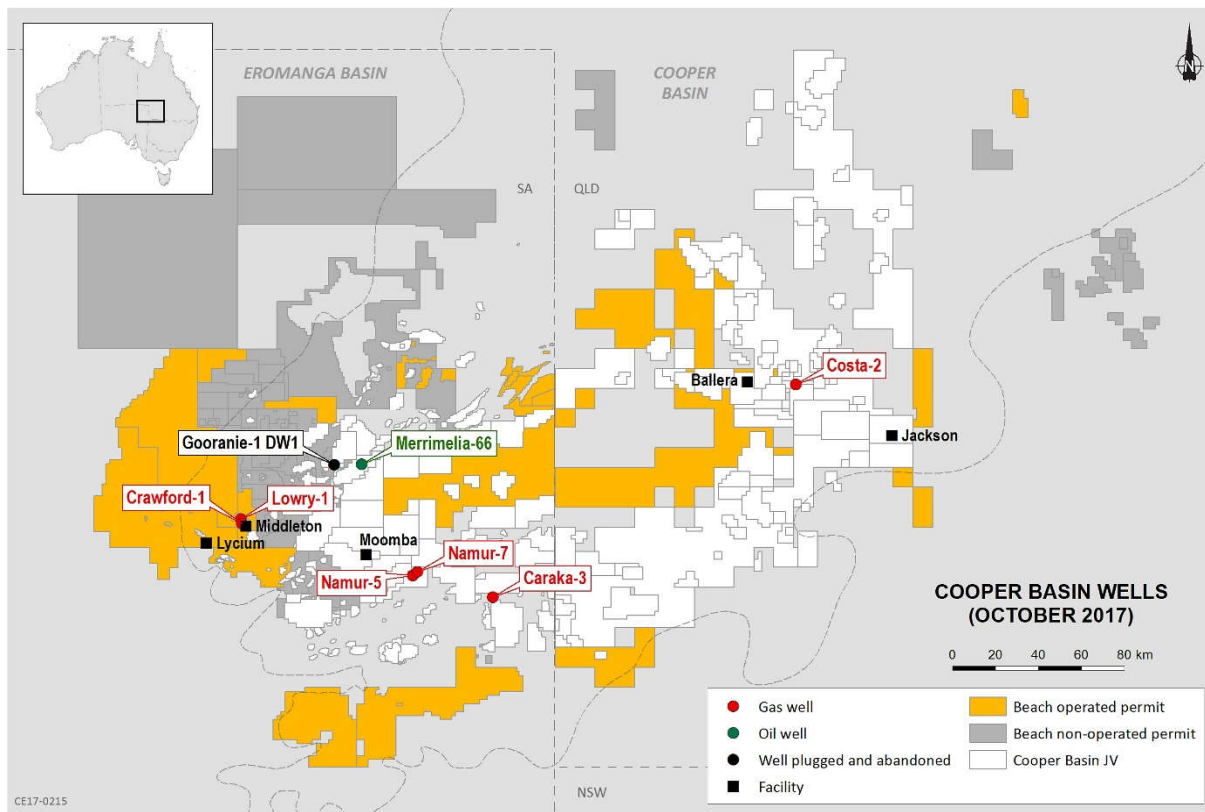 EROMANGA BASIN
COOPER
BASIN
N
SA
QLD
Costa-2
Ballera
Jackson
Gooranie-1 DW1
Merrimelia-66
Crawford-1
Lowry-1
Middleton
Lycium
Moomba
Namur-7
Namur-5
Caraka-3
COOPER BASIN WELLS
(OCTOBER 2017)
0 20 40 60 80 km
Gas well
Oil well
Well plugged and abandoned
Facility
Beach operated permit
Beach non-operated permit
Cooper Basin JV
NSW
CE17-0215